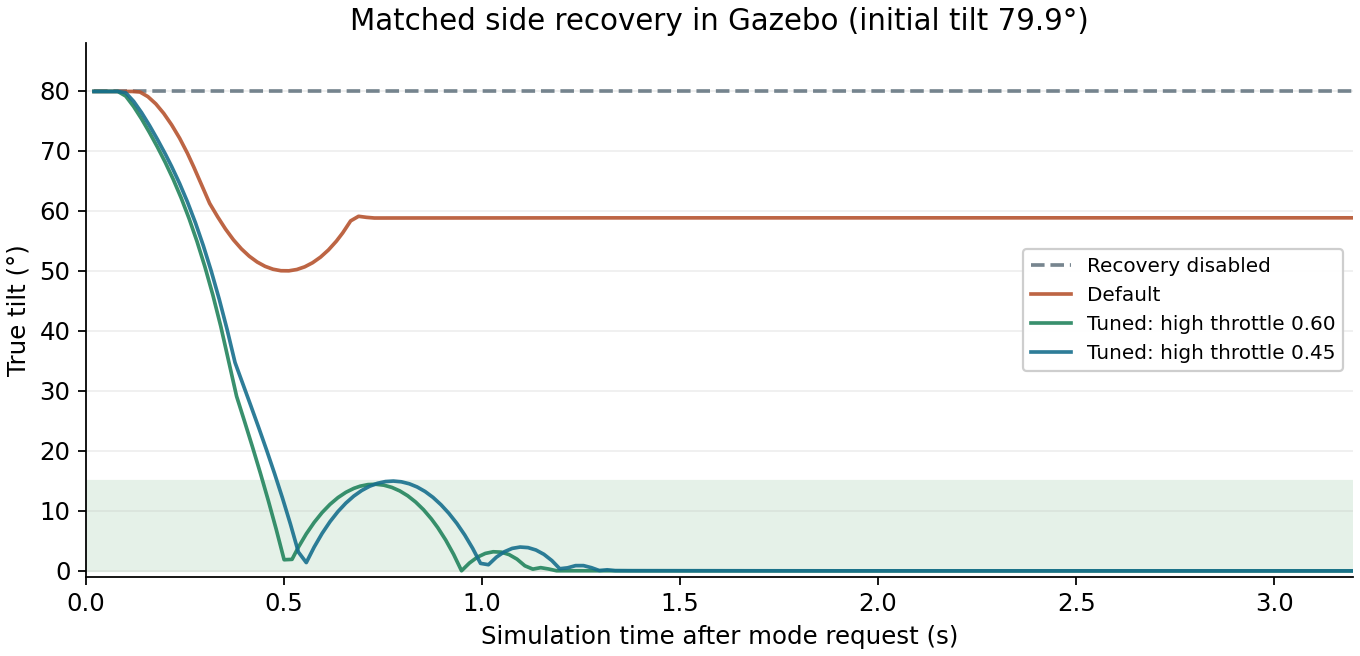 Matched side recovery in Gazebo (initial tilt 79.9°)
True tilt (°)
80
70
60
50
40
30
20
10
0
Recovery disabled
Default
Tuned: high throttle 0.60
Tuned: high throttle 0.45
0.0 0.5 1.0 1.5 2.0 2.5 3.0
Simulation time after mode request (s)